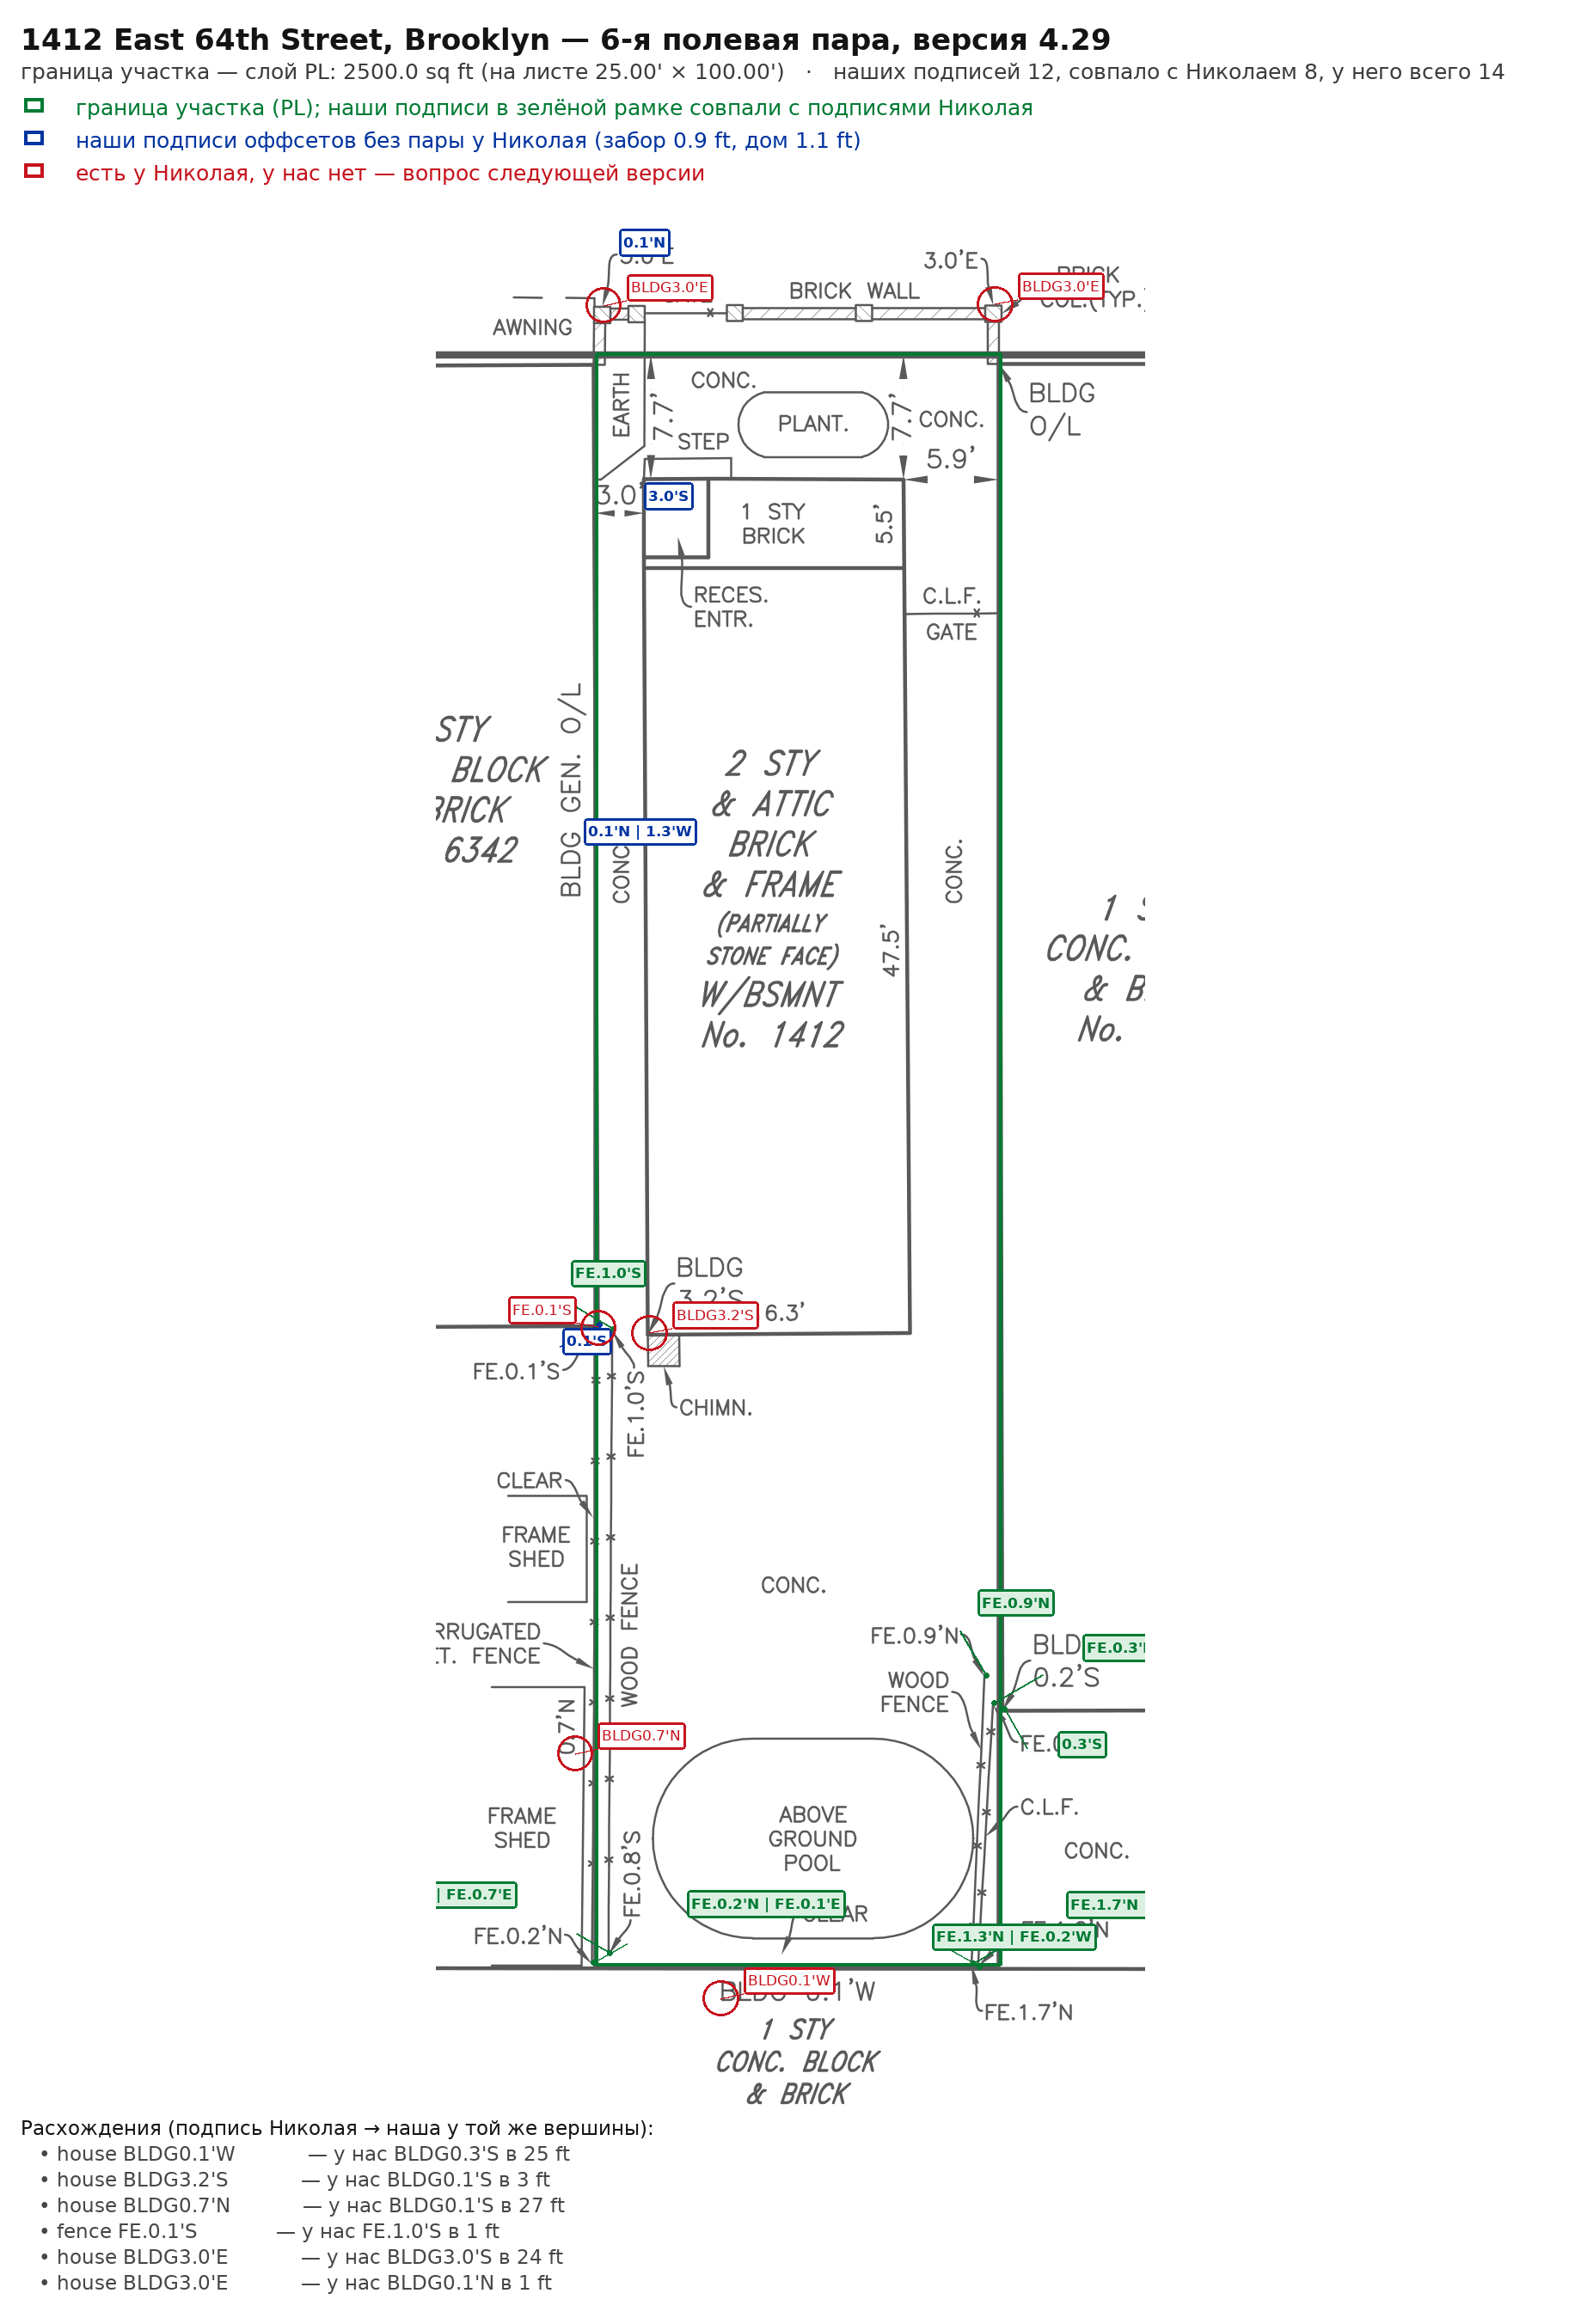 1412 East 64th Street, Brooklyn — 6-я полевая пара, версия 4.29
граница участка — слой PL: 2500.0 sq ft (на листе 25.00' × 100.00') · наших подписей 12, совпало с Николаем 8, у него всего 14
граница участка (PL); наши подписи в зелёной рамке совпали с подписями Николая
наши подписи оффсетов без пары у Николая (забор 0.9 ft, дом 1.1 ft)
есть у Николая, у нас нет — вопрос следующей версии
0.1'N
3.0'E
BLDG3.0'E
BLDG3.0'E
BRICK WALL
AWNING
EARTH
CONC.
7.7'
PLANT.
7.7'
CONC.
BLDG
O/L
STEP
5.9'
3.0'
3.0'S
1 STY
BRICK
5.5'
RECES.
ENTR.
C.L.F.
GATE
BLDG GEN. O/L
STY
BLOCK
BRICK
6342
0.1'N | 1.3'W
CONC.
2 STY
& ATTIC
BRICK
& FRAME
(PARTIALLY
STONE FACE)
W/BSMNT
No. 1412
47.5'
CONC.
1
CONC.
&
No.
FE.1.0'S
BLDG
FE.0.1'S
BLDG3.2'S
6.3'
0.1'S
FE.0.1'S
FE.1.0'S
CHIMN.
CLEAR
FRAME
SHED
WOOD FENCE
CONC.
FE.0.9'N
RRUGATED
FENCE
FE.0.9'N
BLD
FE.0.3'
0.2'S
WOOD
FENCE
0.7'N
BLDG0.7'N
0.3'S
FRAME
SHED
ABOVE
GROUND
POOL
C.L.F.
CONC.
FE.0.8'S
| FE.0.7'E
FE.0.2'N | FE.0.1'E
FE.1.7'N
FE.0.2'N
FE.1.3'N | FE.0.2'W
BLDG0.1'W
FE.1.7'N
1 STY
CONC. BLOCK
& BRICK
Расхождения (подпись Николая → наша у той же вершины):
• house BLDG0.1'W — у нас BLDG0.3'S в 25 ft
• house BLDG3.2'S — у нас BLDG0.1'S в 3 ft
• house BLDG0.7'N — у нас BLDG0.1'S в 27 ft
• fence FE.0.1'S — у нас FE.1.0'S в 1 ft
• house BLDG3.0'E — у нас BLDG3.0'S в 24 ft
• house BLDG3.0'E — у нас BLDG0.1'N в 1 ft